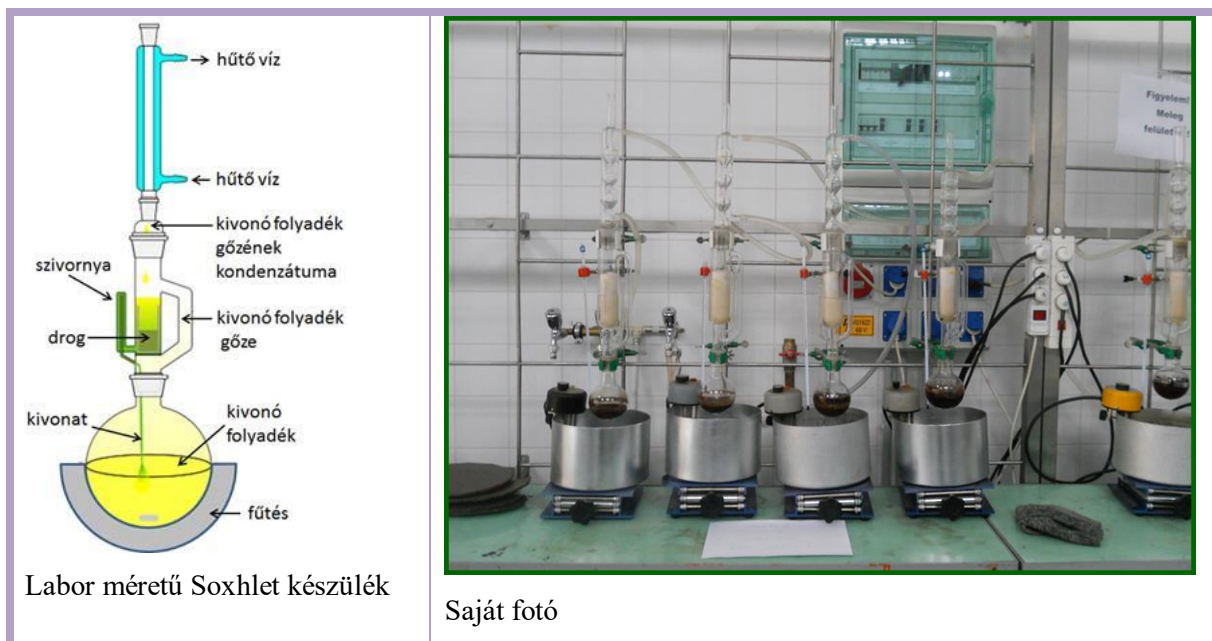 hűtő víz
hűtő víz
kivonó folyadék
gőzének
kondenzátuma
szivornya
kivonó folyadék
gőze
drog
kivonat
kivonó
folyadék
fűtés
Labor méretű Soxhlet készülék
Figyelem!
Meleg
felület
Saját fotó